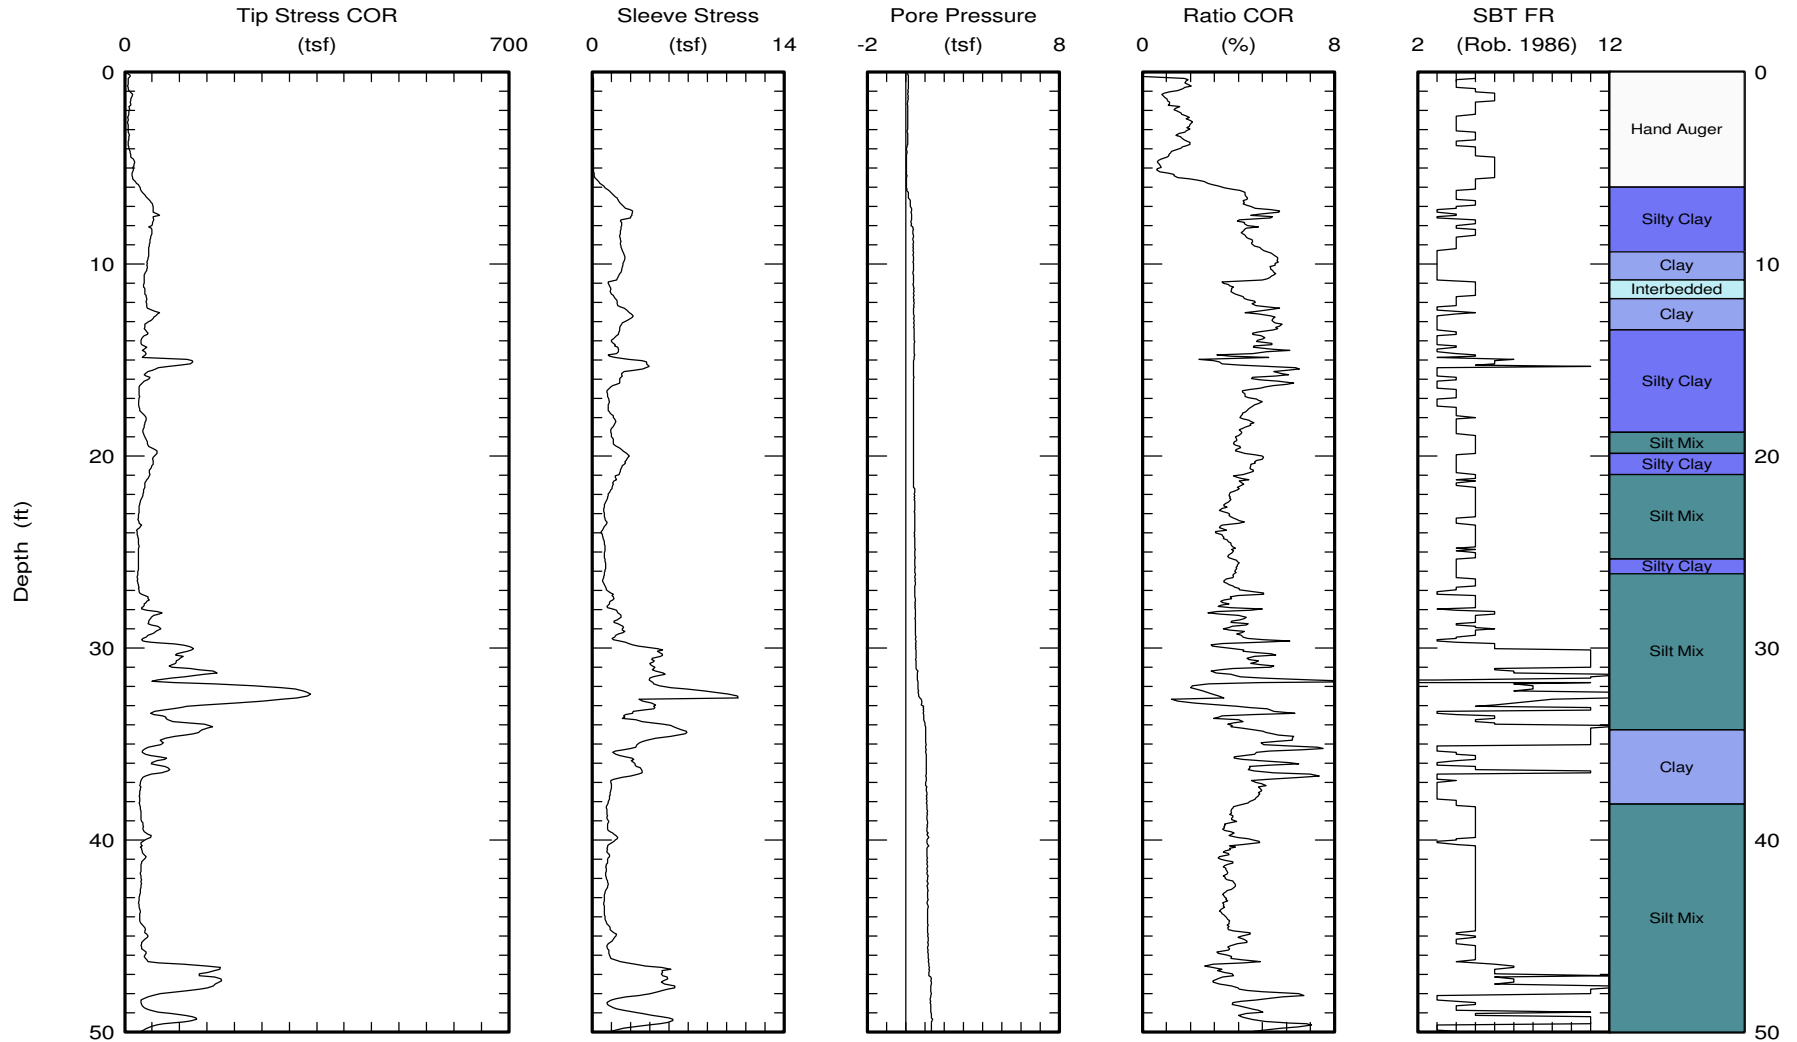 Tip Stress COR Sleeve Stress Pore Pressure Ratio COR SBT FR
0 (tsf) 700 0 (tsf) 14 -2 (tsf) 8 0 (%) 8 2 (Rob. 1986) 12
0 0
Hand Auger
Silty Clay
10 Clay 10
Interbedded
Clay
Silty Clay
Silt Mix
20 20
Silty Clay
Silt Mix
Depth (ft)
Silty Clay
30 Silt Mix 30
Clay
40 40
Silt Mix
50 50